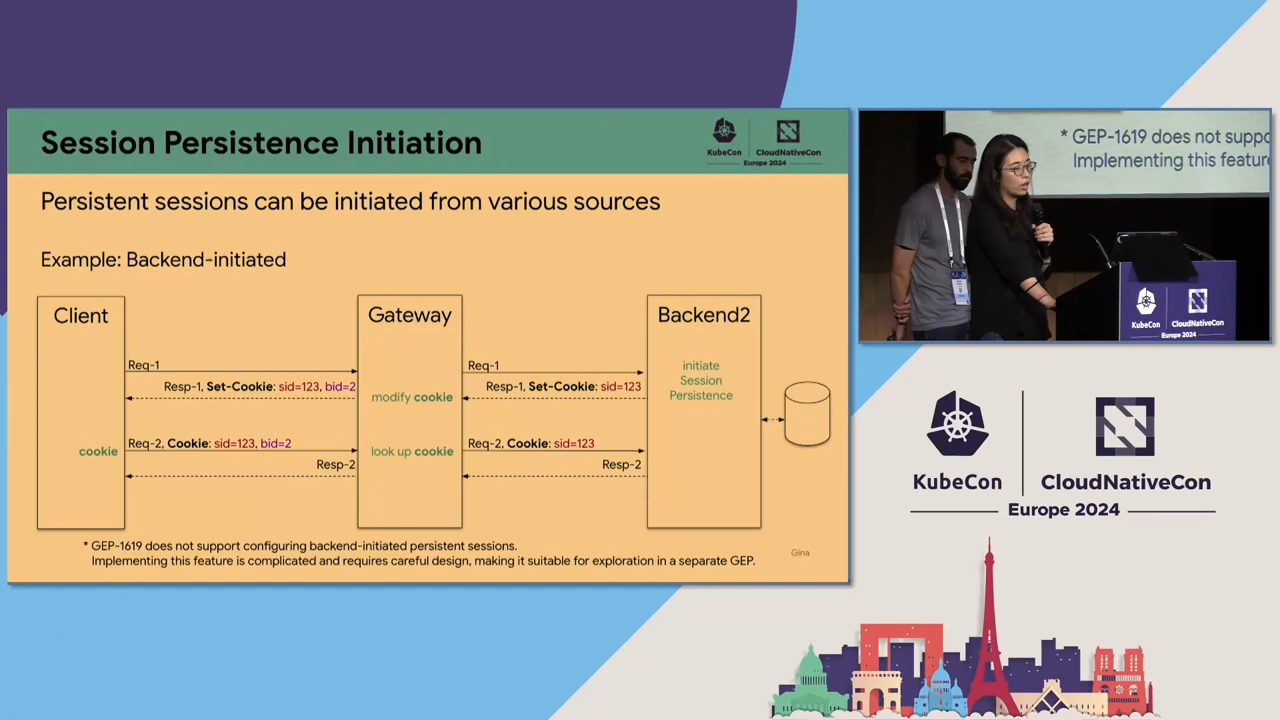 Session Persistence Initiation
KubeCon
CloudNativeCon
Europe 2024
Persistent sessions can be initiated from various sources
Example: Backend-initiated
Client
Gateway
Backend2
Req-1
Resp-1, Set-Cookie: sid=123, bid=2
modify cookie
Req-1
Resp-1, Set-Cookie: sid=123
initiate
Session
Persistence
cookie
Req-2, Cookie: sid=123, bid=2
Resp-2
look up cookie
Req-2, Cookie: sid=123
Resp-2
* GEP-1619 does not support configuring backend-initiated persistent sessions.
Implementing this feature is complicated and requires careful design, making it suitable for exploration in a separate GEP.
Gina
* GEP-1619 does not suppo
Implementing this featur
KubeCon
CloudNativeCon
Europe 2024
KubeCon
CloudNativeCon
Europe 2024